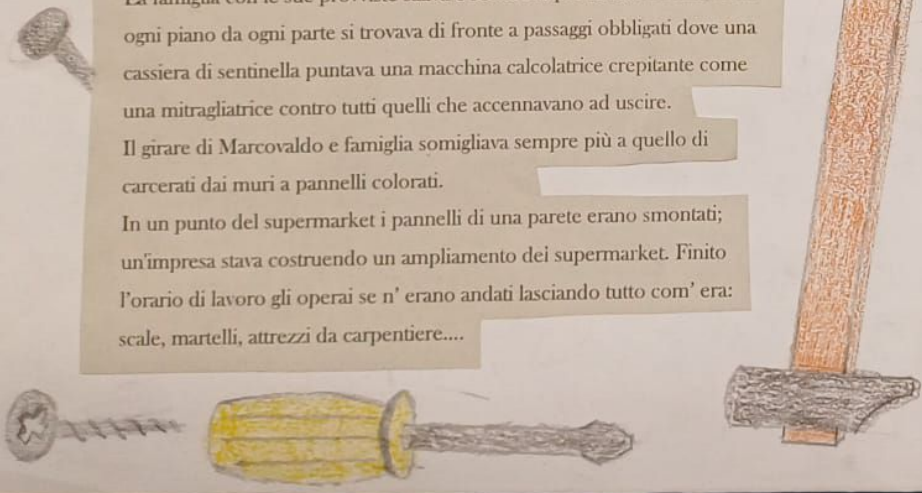 ogni piano da ogni parte si trovava di fronte a passaggi obbligati dove una
cassiera di sentinella puntava una macchina calcolatrice crepitante come
una mitragliatrice contro tutti quelli che accennavano ad uscire.
Il girare di Marcovaldo e famiglia somigliava sempre più a quello di
carcerati dai muri a pannelli colorati.
In un punto del supermarket i pannelli di una parete erano smontati;
un'impresa stava costruendo un ampliamento dei supermarket. Finito
l'orario di lavoro gli operai se n' erano andati lasciando tutto com' era:
scale, martelli, attrezzi da carpentiere....